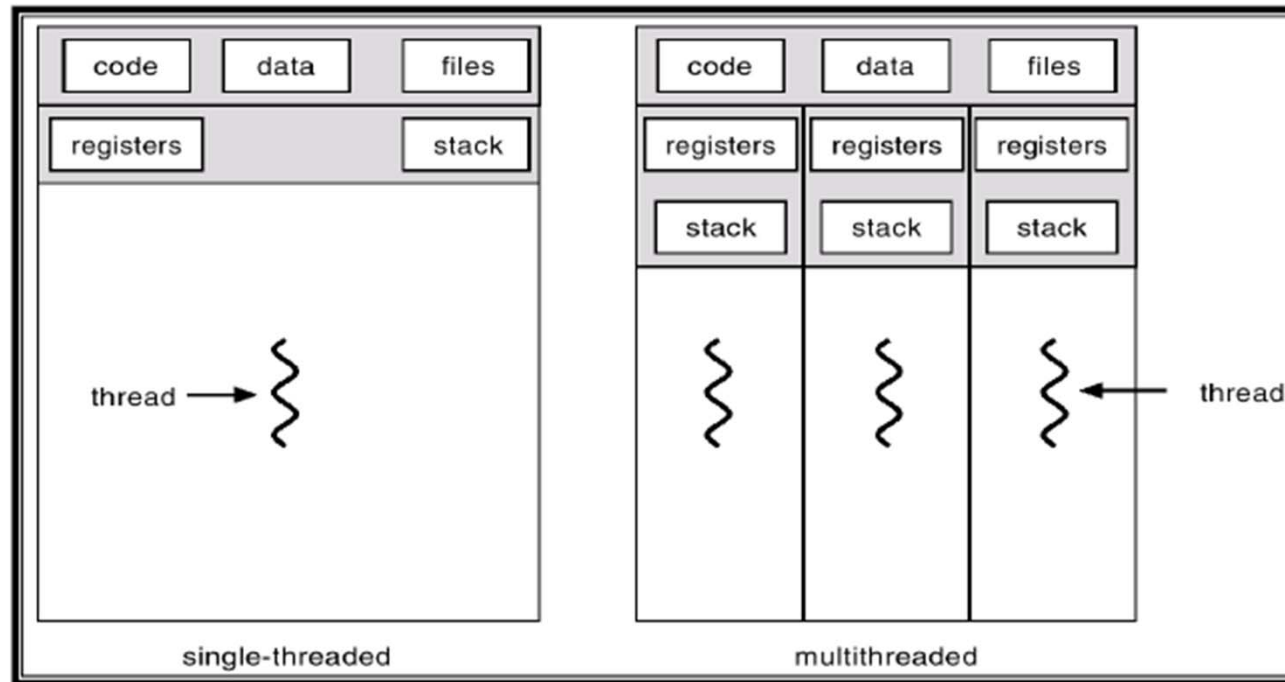 code data files
registers stack
thread
single-threaded
code data files
registers registers registers
stack stack stack
thread
multithreaded